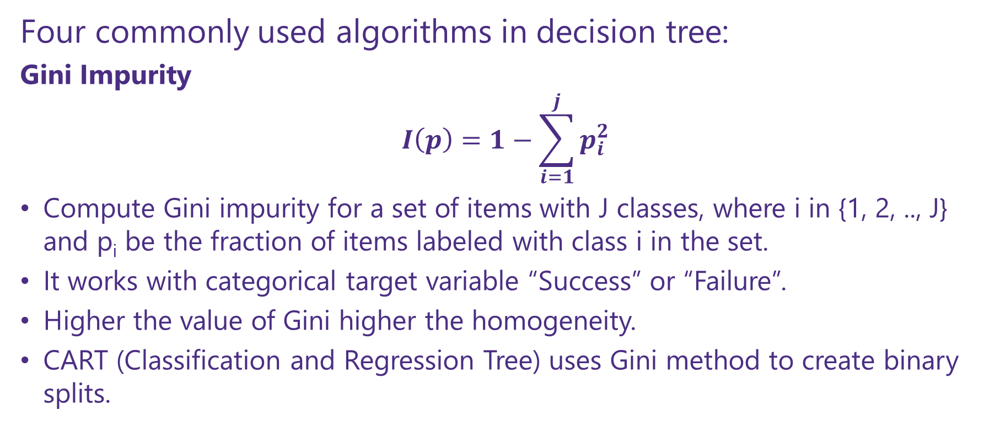 Four commonly used algorithms in decision tree:
Gini Impurity
I(p) = 1 − ∑_{i=1}^{j} p_i^2
• Compute Gini impurity for a set of items with J classes, where i in {1, 2, .., J}
and p_i be the fraction of items labeled with class i in the set.
• It works with categorical target variable “Success” or “Failure”.
• Higher the value of Gini higher the homogeneity.
• CART (Classification and Regression Tree) uses Gini method to create binary
splits.